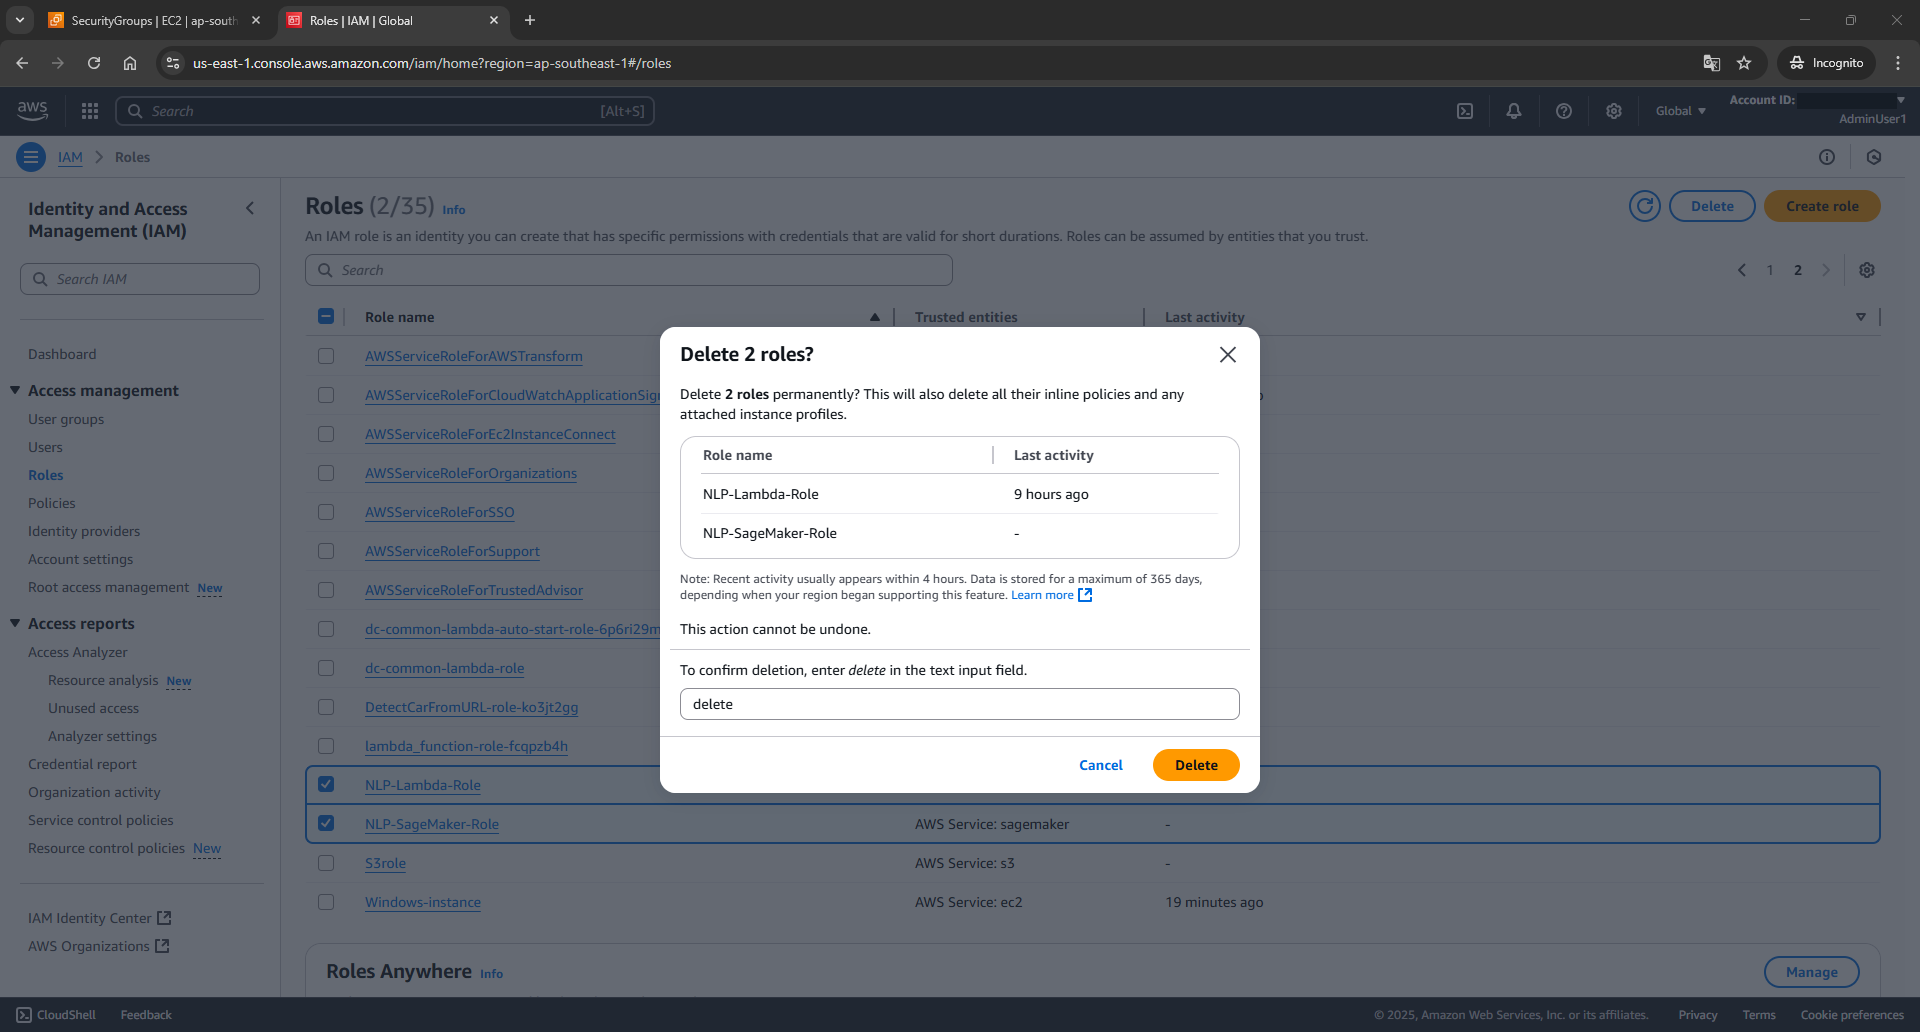 SecurityGroups | EC2 | ap-south
Roles | IAM | Global
us-east-1.console.aws.amazon.com/iam/home?region=ap-southeast-1#/roles
Incognito
aws
Search
[Alt+S]
Global
Account ID:
AdminUser1
IAM > Roles
Identity and Access
Management (IAM)
Search IAM
Dashboard
Access management
User groups
Users
Roles
Policies
Identity providers
Account settings
Root access management New
Access reports
Access Analyzer
Resource analysis New
Unused access
Analyzer settings
Credential report
Organization activity
Service control policies
Resource control policies New
IAM Identity Center
AWS Organizations
Roles (2/35) Info
Delete
Create role
An IAM role is an identity you can create that has specific permissions with credentials that are valid for short durations. Roles can be assumed by entities that you trust.
Search
1 2
Role name Trusted entities Last activity
AWSServiceRoleForAWSTransform
AWSServiceRoleForCloudWatchApplicationSig
AWSServiceRoleForEc2InstanceConnect
AWSServiceRoleForOrganizations
AWSServiceRoleForSSO
AWSServiceRoleForSupport
AWSServiceRoleForTrustedAdvisor
dc-common-lambda-auto-start-role-6p6ri29m
dc-common-lambda-role
DetectCarFromURL-role-ko3jt2gg
lambda_function-role-fcqpzb4h
NLP-Lambda-Role
NLP-SageMaker-Role AWS Service: sagemaker -
S3role AWS Service: s3 -
Windows-instance AWS Service: ec2 19 minutes ago
Roles Anywhere Info
Manage
Delete 2 roles?
Delete 2 roles permanently? This will also delete all their inline policies and any
attached instance profiles.
Role name Last activity
NLP-Lambda-Role 9 hours ago
NLP-SageMaker-Role -
Note: Recent activity usually appears within 4 hours. Data is stored for a maximum of 365 days,
depending when your region began supporting this feature. Learn more
This action cannot be undone.
To confirm deletion, enter delete in the text input field.
delete
Cancel
Delete
CloudShell Feedback
© 2025, Amazon Web Services, Inc. or its affiliates. Privacy Terms Cookie preferences